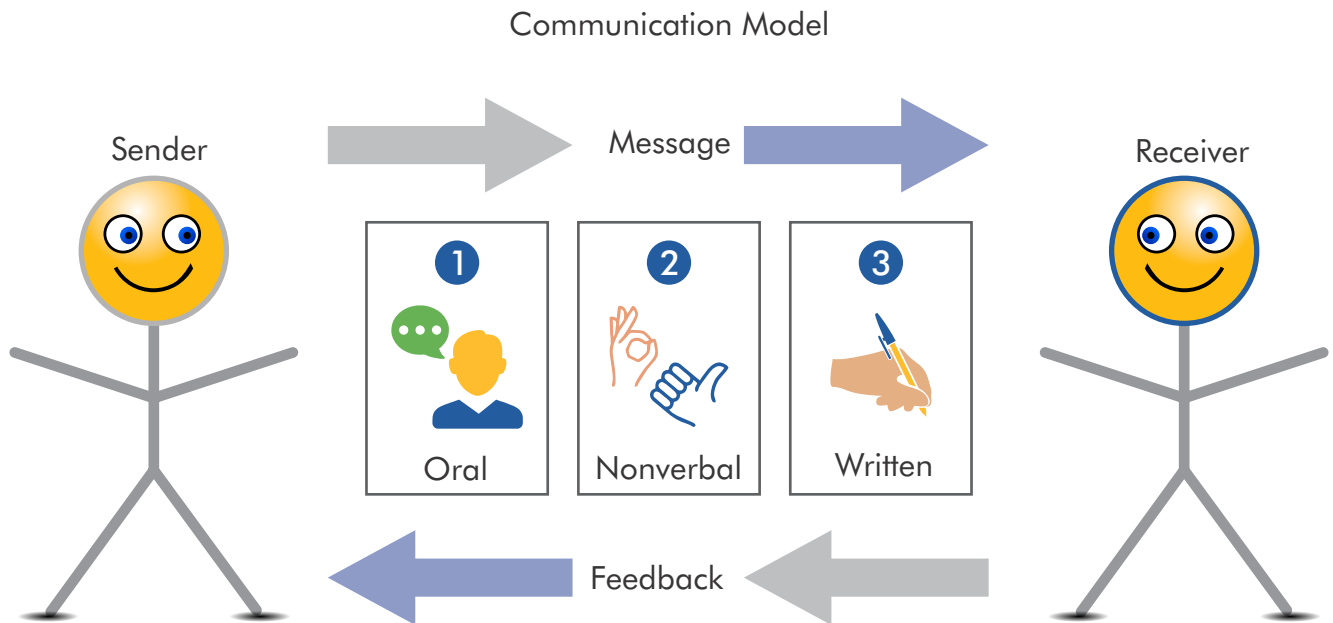 Communication Model
Sender
Message
Receiver
1
2
3
Oral
Nonverbal
Written
Feedback